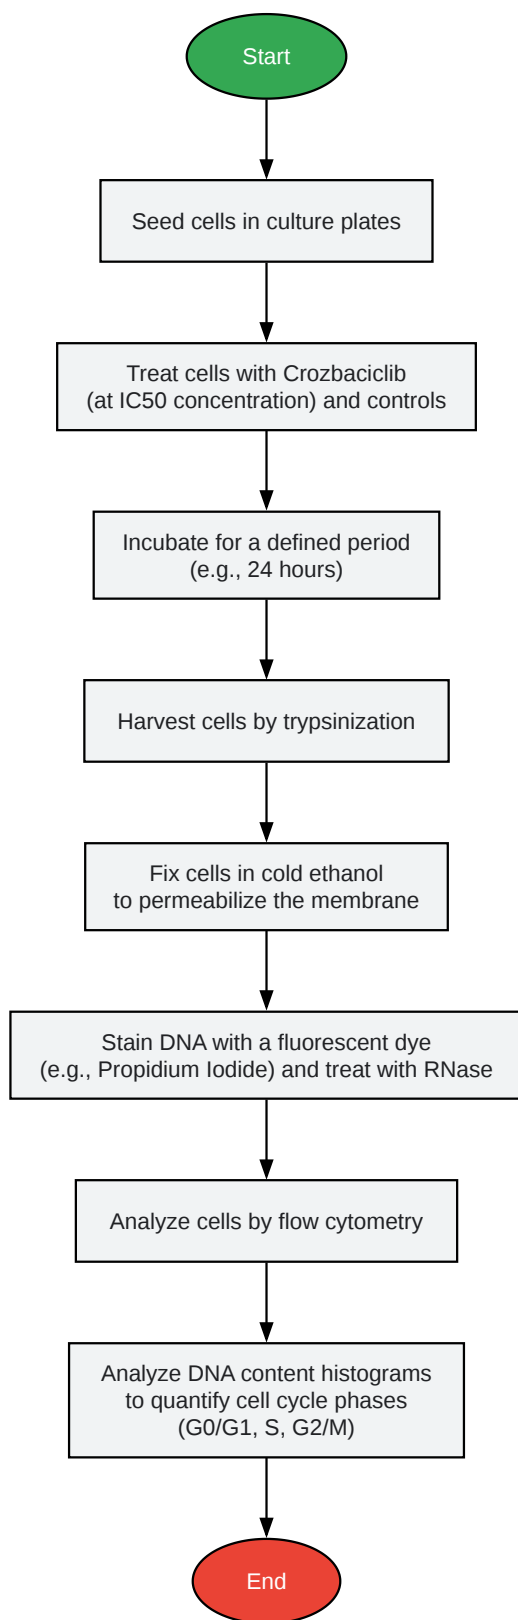 Start
Seed cells in culture plates
Treat cells with Crozbaciclib
(at IC50 concentration) and controls
Incubate for a defined period
(e.g., 24 hours)
Harvest cells by trypsinization
Fix cells in cold ethanol
to permeabilize the membrane
Stain DNA with a fluorescent dye
(e.g., Propidium Iodide) and treat with RNase
Analyze cells by flow cytometry
Analyze DNA content histograms
to quantify cell cycle phases
(G0/G1, S, G2/M)
End